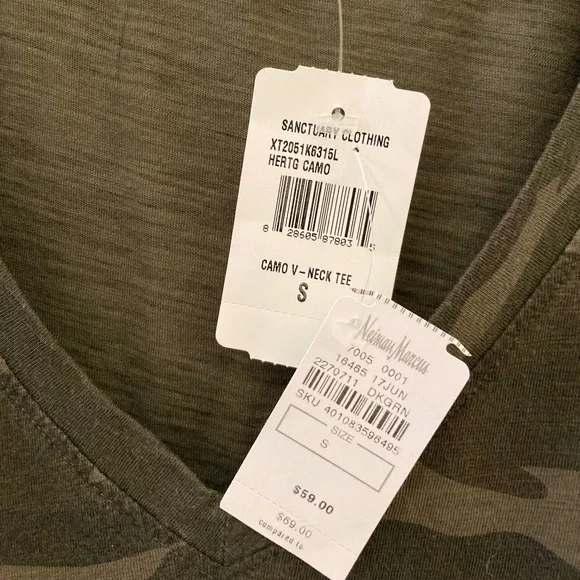 SANCTUARY CLOTHING
XT2051K6315L
HERTG CAMO
8 28605 87803 5
CAMO V-NECK TEE
S
Neiman Marcus
7005 0001
16465 17JUN
2270711 DKGRN
SKU 401083596495
SIZE
S
$59.00
$69.00
compared to